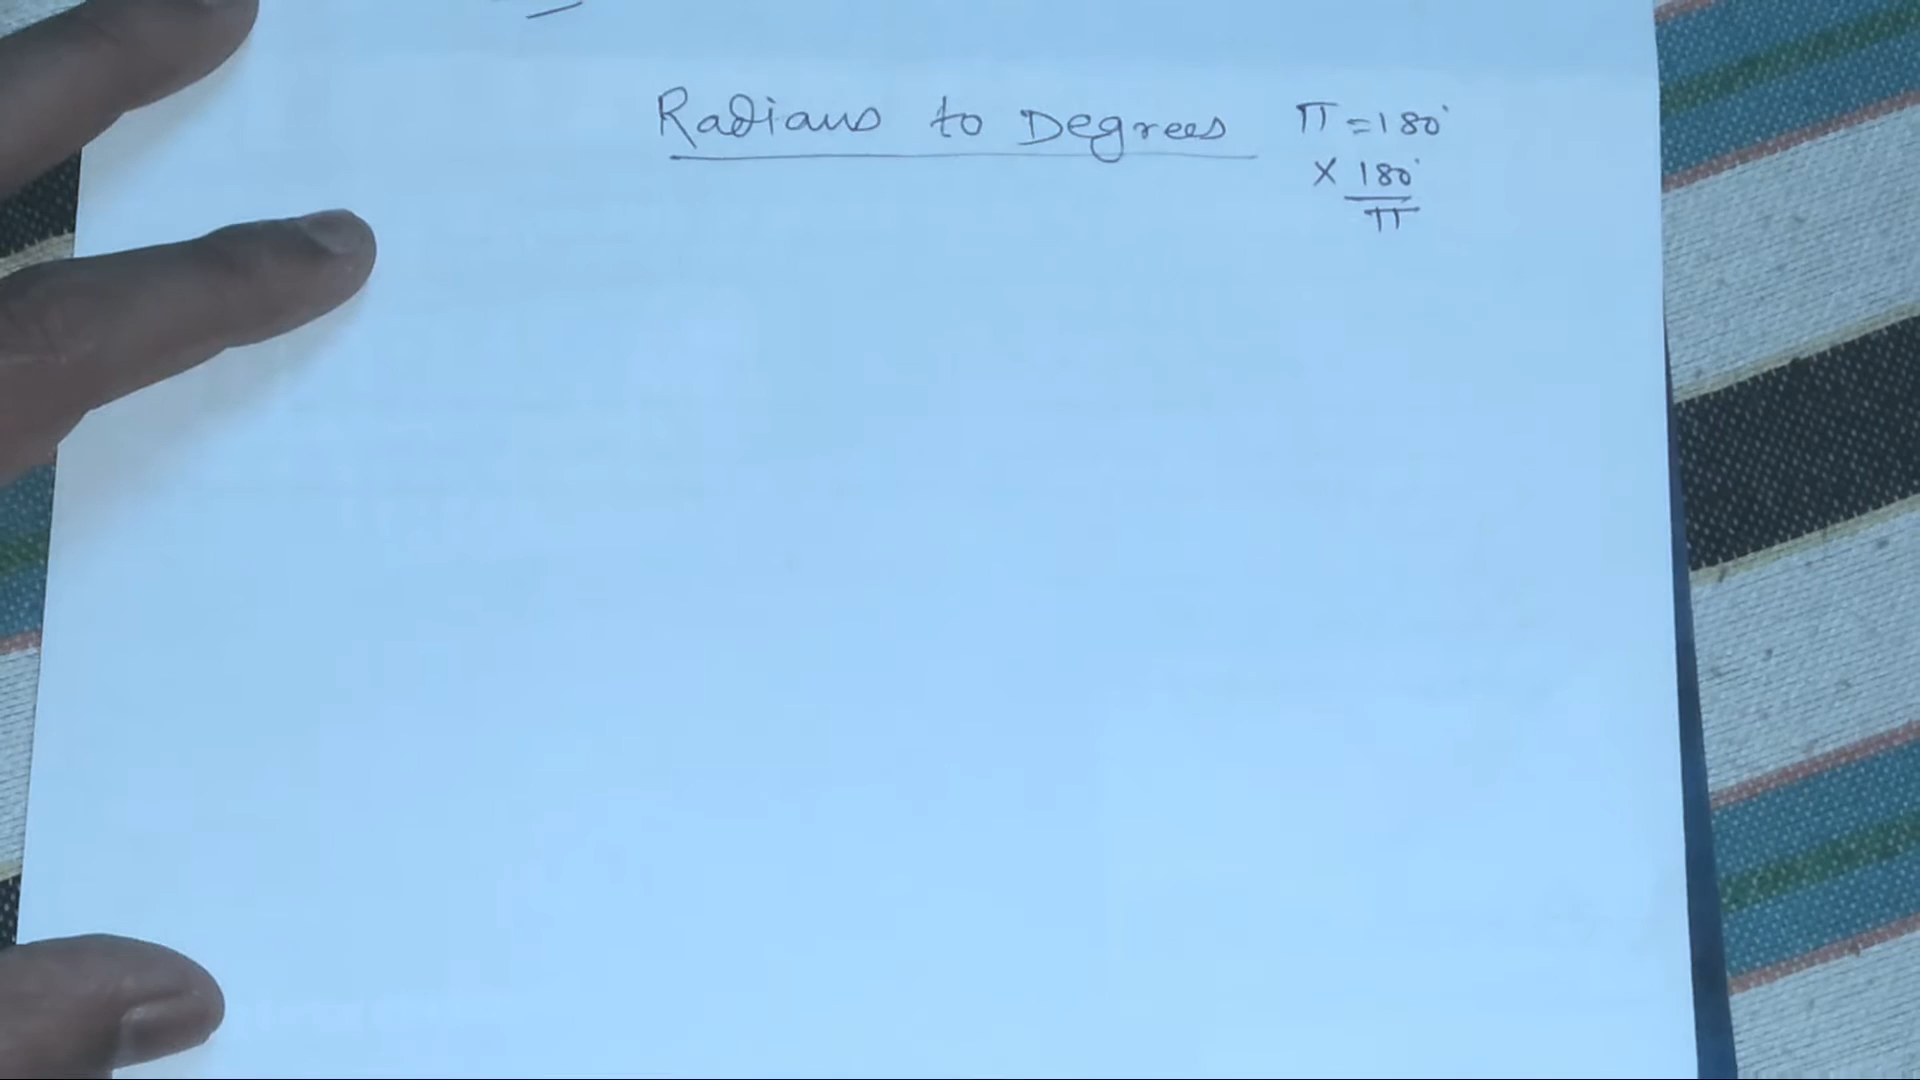 Radians to Degrees π = 180°
× 180°
π